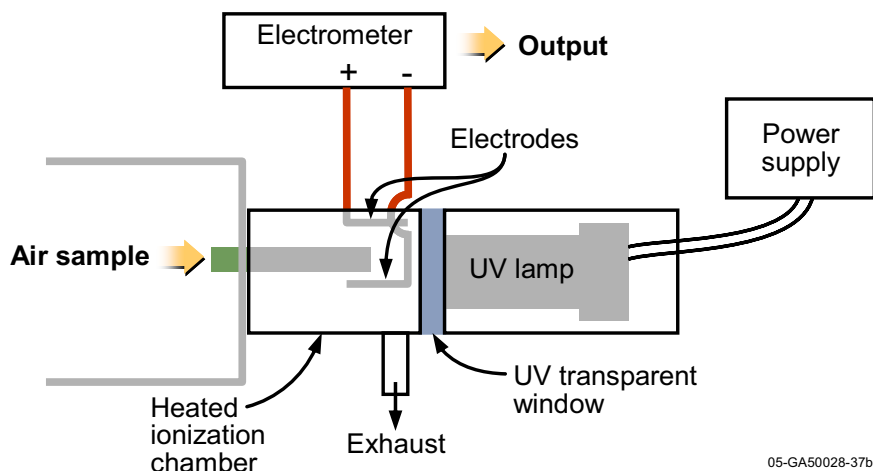 Electrometer
+ -
Output
Electrodes
Power
supply
Air sample
UV lamp
UV transparent
window
Heated
ionization
chamber
Exhaust
05-GA50028-37b